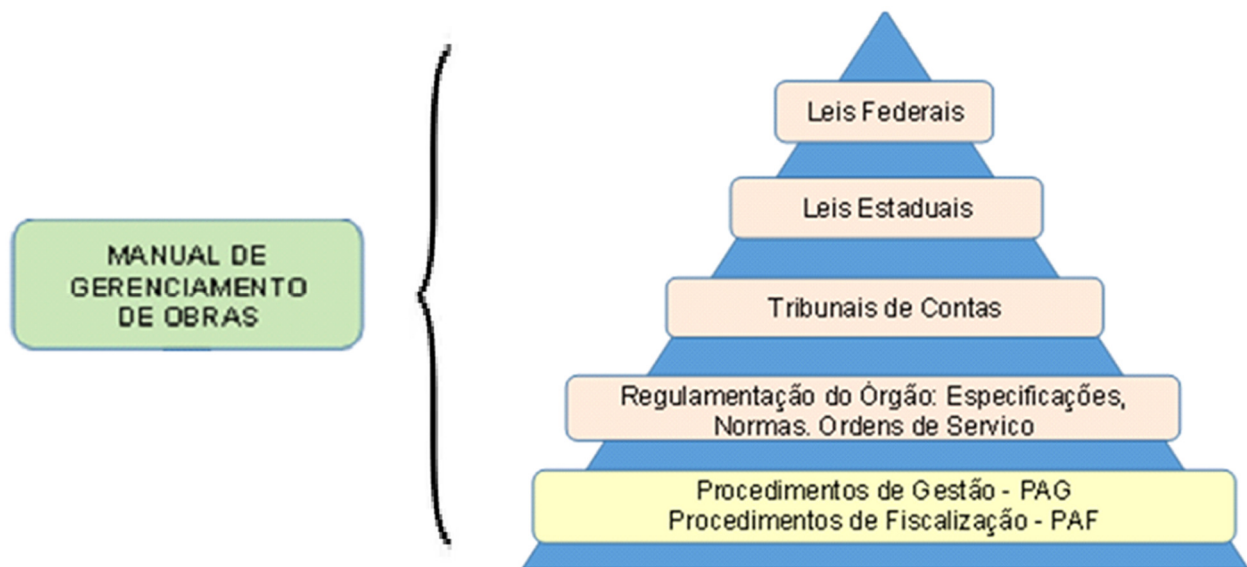 MANUAL DE
GERENCIAMENTO
DE OBRAS
Leis Federais
Leis Estaduais
Tribunais de Contas
Regulamentação do Órgão: Especificações,
Normas. Ordens de Servico
Procedimentos de Gestão - PAG
Procedimentos de Fiscalização - PAF